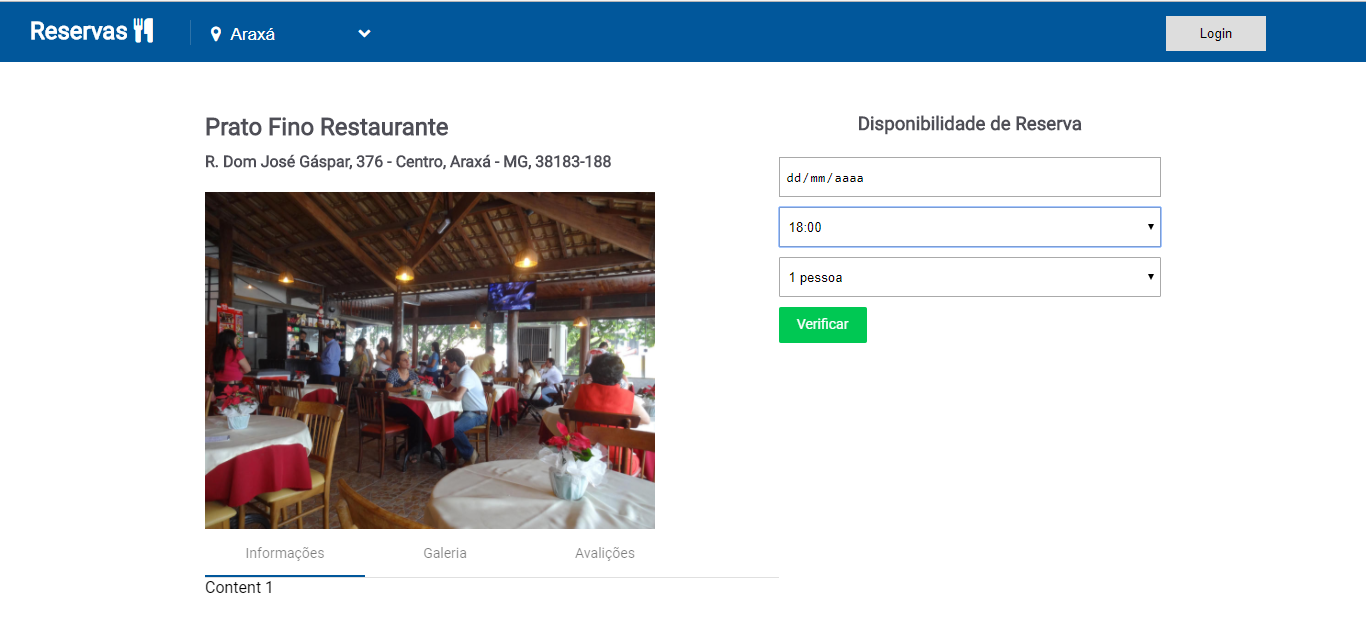 Reservas
Araxá
Login
Prato Fino Restaurante
R. Dom José Gáspar, 376 - Centro, Araxá - MG, 38183-188
Disponibilidade de Reserva
dd/mm/aaaa
18:00
1 pessoa
Verificar
Informações Galeria Avalições
Content 1